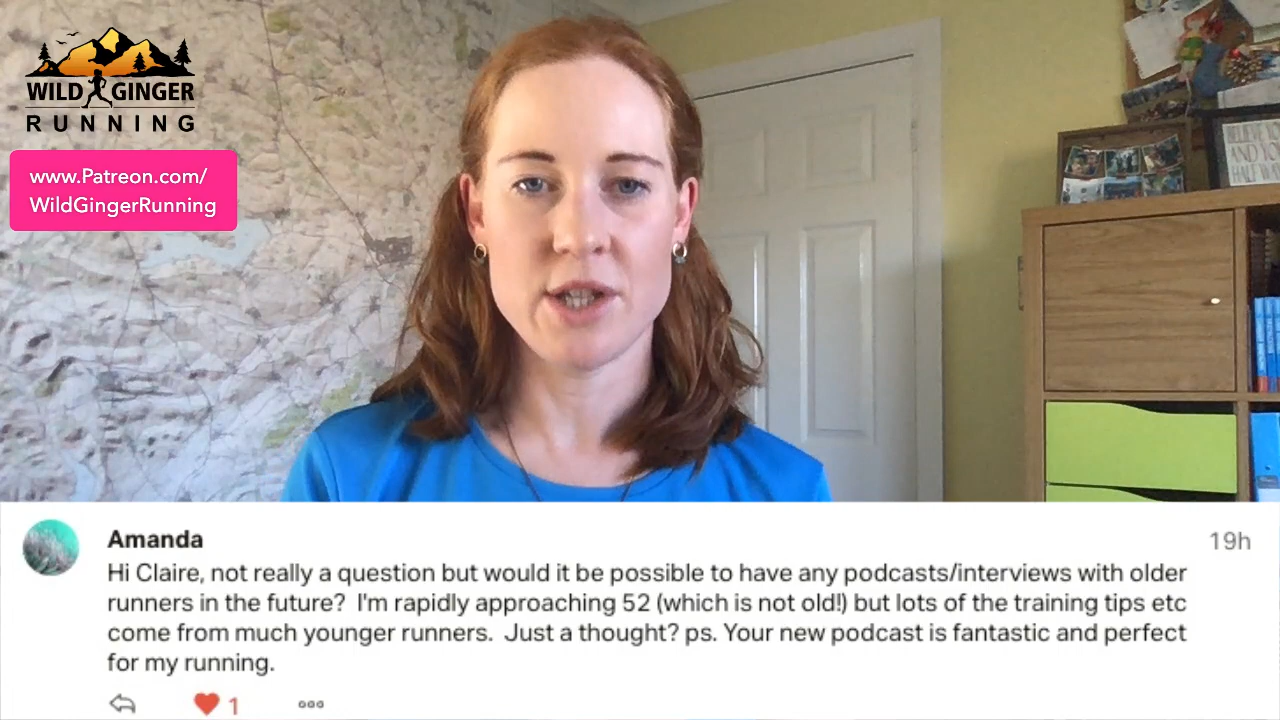 WILD GINGER
RUNNING
www.Patreon.com/
WildGingerRunning
Amanda
19h
Hi Claire, not really a question but would it be possible to have any podcasts/interviews with older
runners in the future?  I'm rapidly approaching 52 (which is not old!) but lots of the training tips etc
come from much younger runners.  Just a thought? ps. Your new podcast is fantastic and perfect
for my running.
1